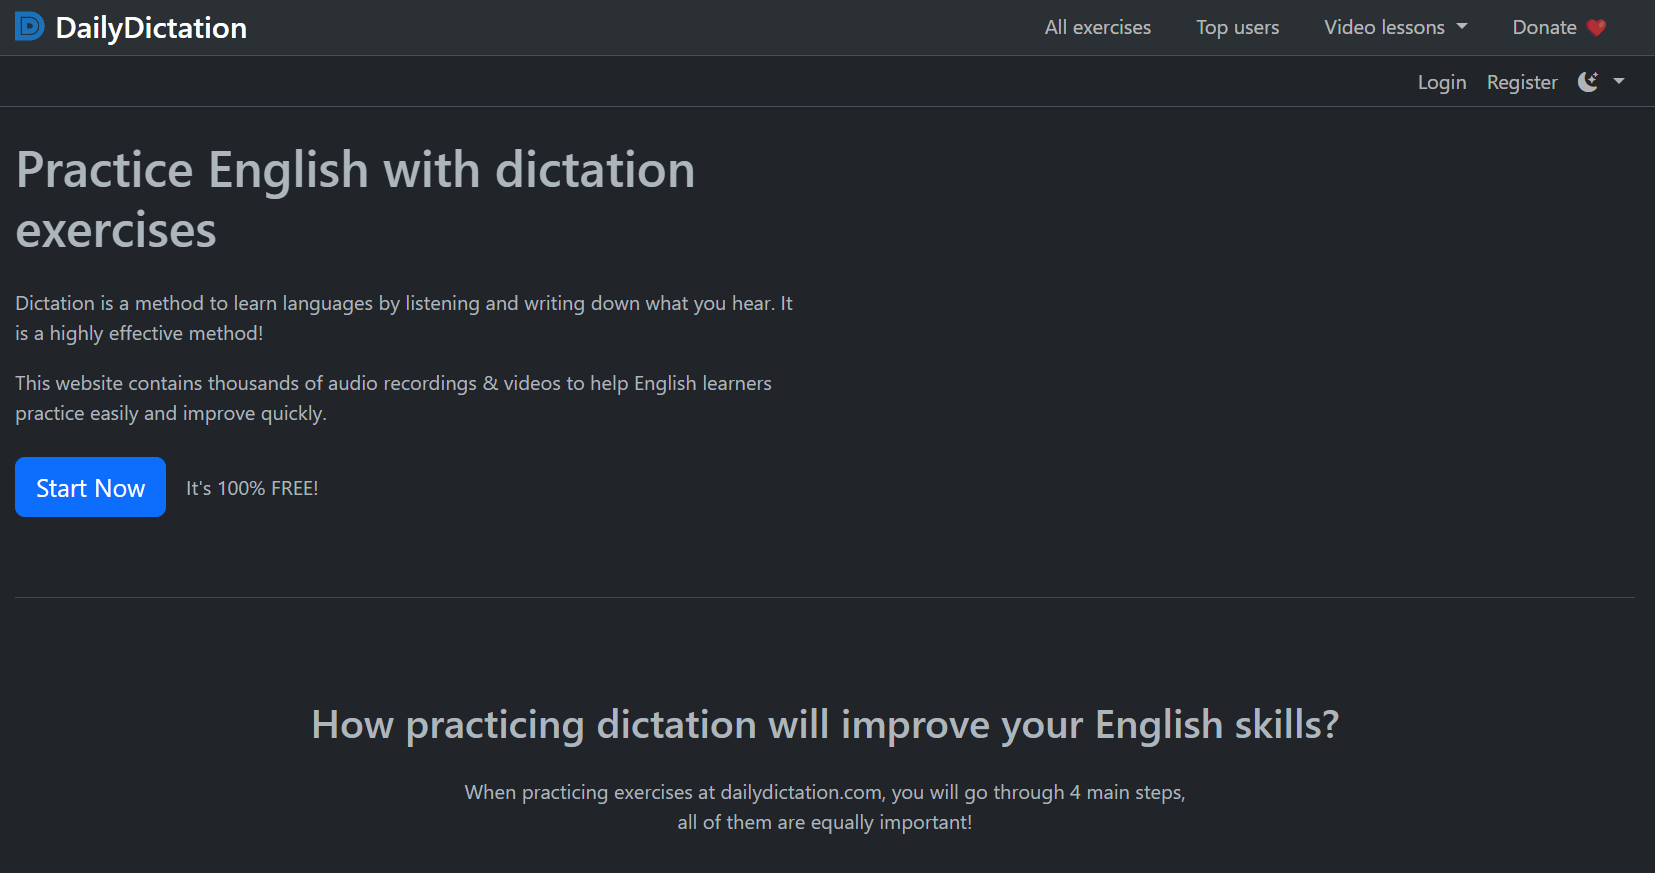 DailyDictation
All exercises
Top users
Video lessons
Donate
Login
Register
Practice English with dictation
exercises
Dictation is a method to learn languages by listening and writing down what you hear. It
is a highly effective method!
This website contains thousands of audio recordings & videos to help English learners
practice easily and improve quickly.
Start Now
It's 100% FREE!
How practicing dictation will improve your English skills?
When practicing exercises at dailydictation.com, you will go through 4 main steps,
all of them are equally important!